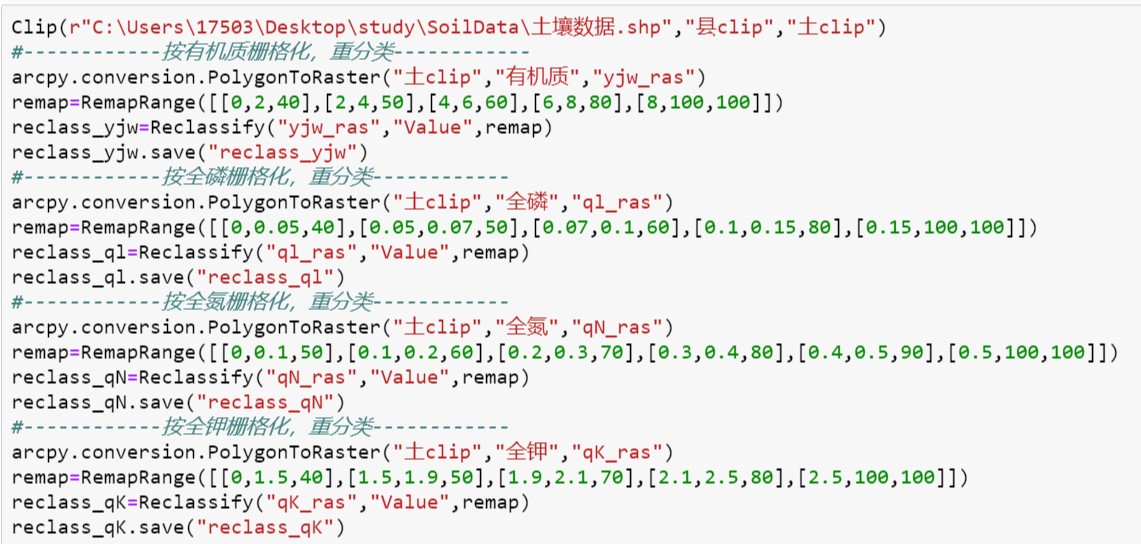 Clip(r"C:\Users\17503\Desktop\study\SoilData\土壤数据.shp","县clip","土clip")
#------------按有机质栅格化，重分类------------
arcpy.conversion.PolygonToRaster("土clip","有机质","yjw_ras")
remap=RemapRange([[0,2,40],[2,4,50],[4,6,60],[6,8,80],[8,100,100]])
reclass_yjw=Reclassify("yjw_ras","Value",remap)
reclass_yjw.save("reclass_yjw")
#------------按全磷栅格化，重分类------------
arcpy.conversion.PolygonToRaster("土clip","全磷","ql_ras")
remap=RemapRange([[0,0.05,40],[0.05,0.07,50],[0.07,0.1,60],[0.1,0.15,80],[0.15,100,100]])
reclass_ql=Reclassify("ql_ras","Value",remap)
reclass_ql.save("reclass_ql")
#------------按全氮栅格化，重分类------------
arcpy.conversion.PolygonToRaster("土clip","全氮","qN_ras")
remap=RemapRange([[0,0.1,50],[0.1,0.2,60],[0.2,0.3,70],[0.3,0.4,80],[0.4,0.5,90],[0.5,100,100]])
reclass_qN=Reclassify("qN_ras","Value",remap)
reclass_qN.save("reclass_qN")
#------------按全钾栅格化，重分类------------
arcpy.conversion.PolygonToRaster("土clip","全钾","qK_ras")
remap=RemapRange([[0,1.5,40],[1.5,1.9,50],[1.9,2.1,70],[2.1,2.5,80],[2.5,100,100]])
reclass_qK=Reclassify("qK_ras","Value",remap)
reclass_qK.save("reclass_qK")